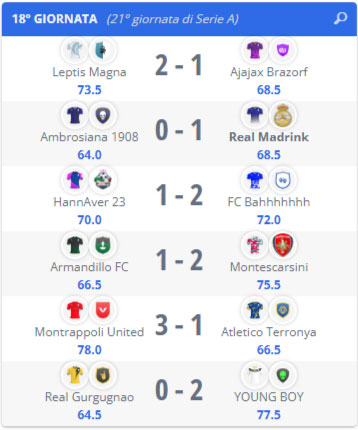 18º GIORNATA (21º giornata di Serie A)
Leptis Magna 2 - 1 Ajajax Brazorf
73.5 68.5
Ambrosiana 1908 0 - 1 Real Madrink
64.0 68.5
HannAver 23 1 - 2 FC Bahhhhhhh
70.0 72.0
Armandillo FC 1 - 2 Montescarsini
66.5 75.5
Montrappoli United 3 - 1 Atletico Terronya
78.0 66.5
Real Gurgugnao 0 - 2 YOUNG BOY
64.5 77.5